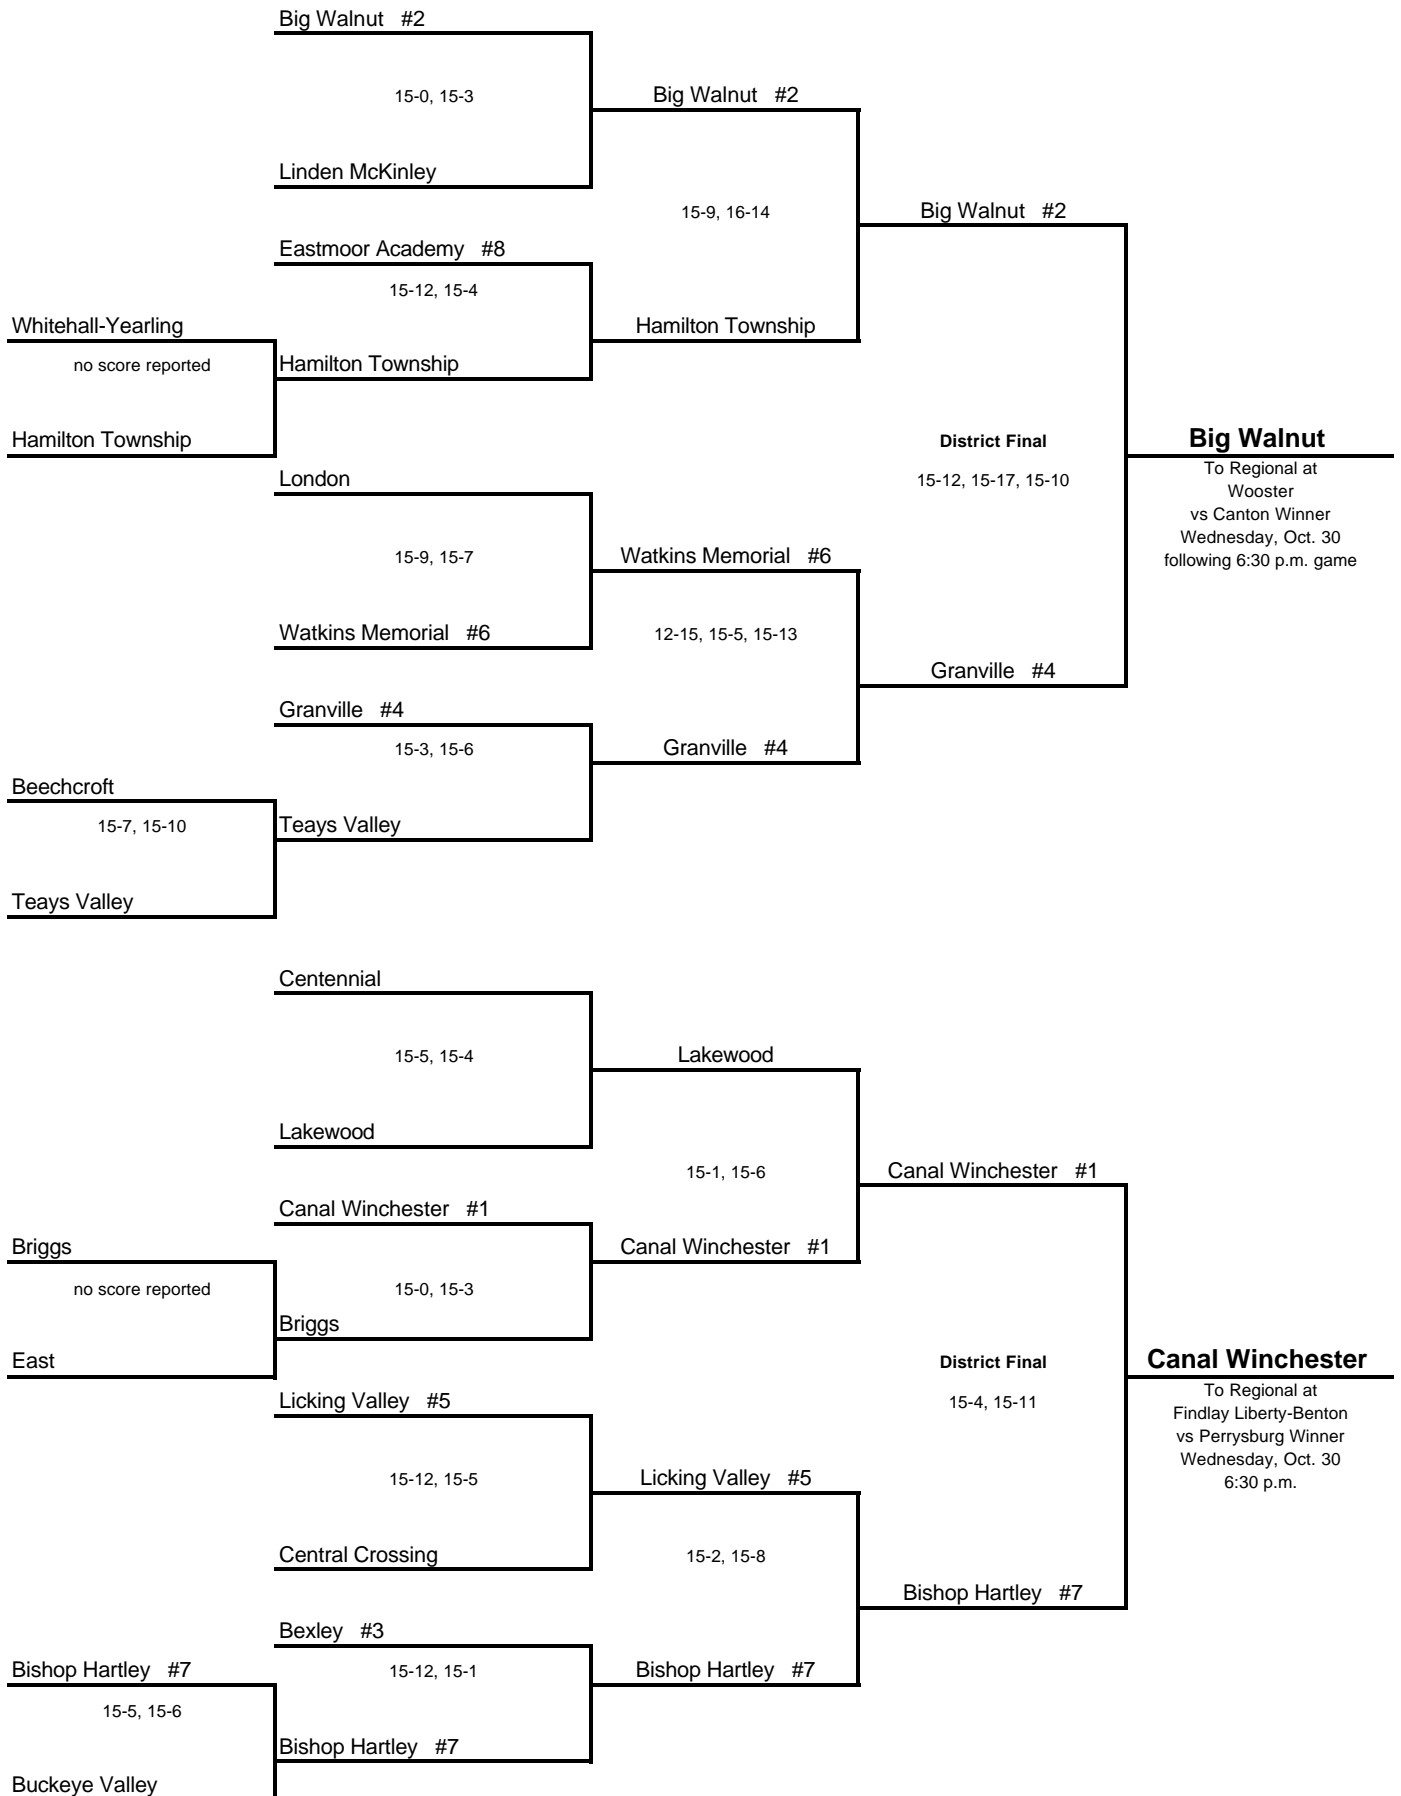 Big Walnut #2
15-0, 15-3
Big Walnut #2
Linden McKinley
15-9, 16-14
Big Walnut #2
Eastmoor Academy #8
15-12, 15-4
Whitehall-Yearling
Hamilton Township
no score reported
Hamilton Township
Hamilton Township
District Final
Big Walnut
To Regional at
Wooster
vs Canton Winner
Wednesday, Oct. 30
following 6:30 p.m. game
London
15-12, 15-17, 15-10
15-9, 15-7
Watkins Memorial #6
Watkins Memorial #6
12-15, 15-5, 15-13
Granville #4
Granville #4
15-3, 15-6
Granville #4
Beechcroft
15-7, 15-10
Teays Valley
Teays Valley
Centennial
15-5, 15-4
Lakewood
Lakewood
15-1, 15-6
Canal Winchester #1
Canal Winchester #1
Briggs
Canal Winchester #1
no score reported
15-0, 15-3
Briggs
East
District Final
Canal Winchester
To Regional at
Findlay Liberty-Benton
vs Perrysburg Winner
Wednesday, Oct. 30
6:30 p.m.
Licking Valley #5
15-4, 15-11
15-12, 15-5
Licking Valley #5
Central Crossing
15-2, 15-8
Bishop Hartley #7
Bexley #3
Bishop Hartley #7
15-12, 15-1
Bishop Hartley #7
15-5, 15-6
Bishop Hartley #7
Buckeye Valley